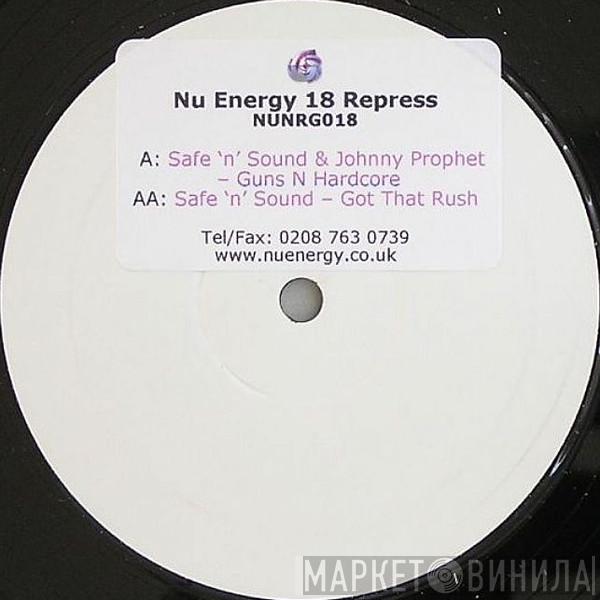 Nu Energy 18 Repress
NUNRG018
A: Safe ‘n’ Sound & Johnny Prophet
– Guns N Hardcore
AA: Safe ‘n’ Sound – Got That Rush
Tel/Fax: 0208 763 0739
www.nuenergy.co.uk
МАРКЕТ ВИНИЛА